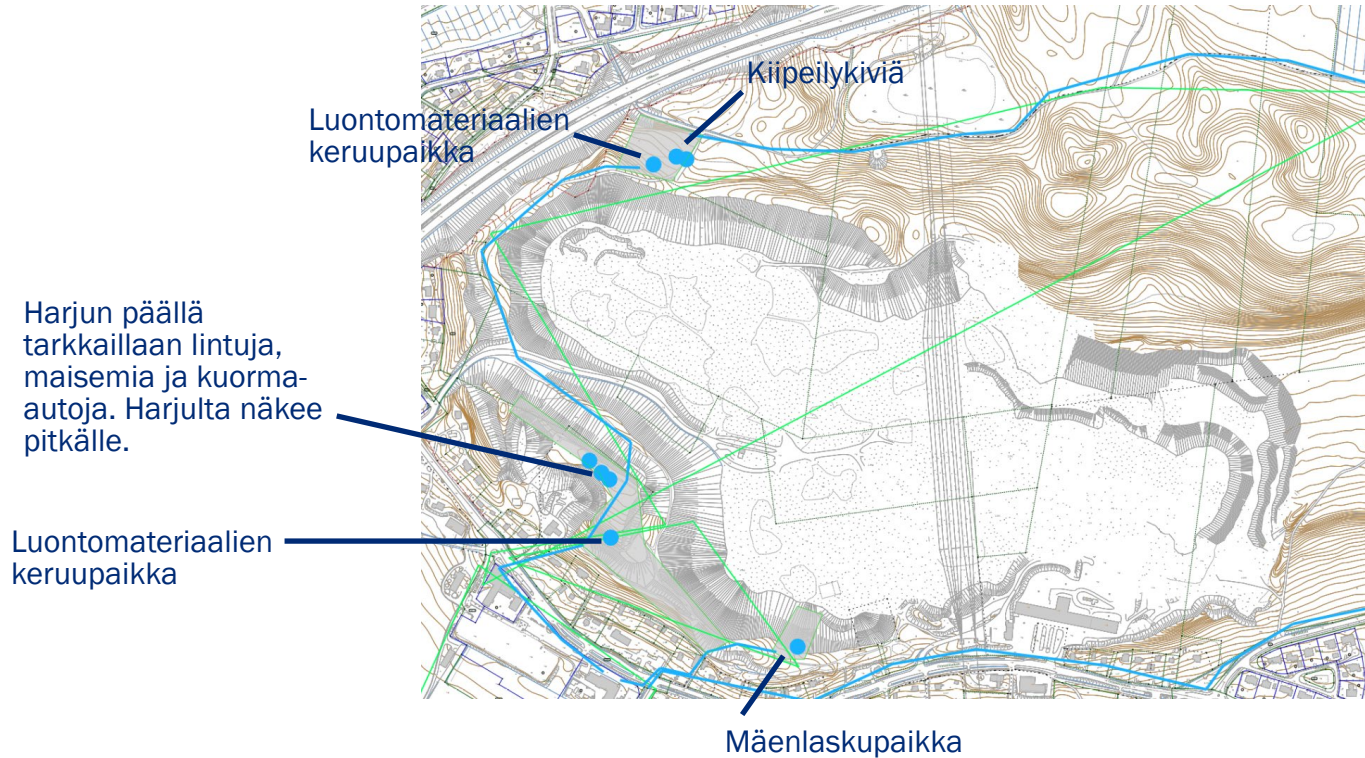 Kiipeilykiviä
Luontomateriaalien
keruupaikka
Harjun päällä
tarkkaillaan lintuja,
maisemia ja kuorma-
autoja. Harjulta näkee
pitkälle.
Luontomateriaalien
keruupaikka
Mäenlaskupaikka